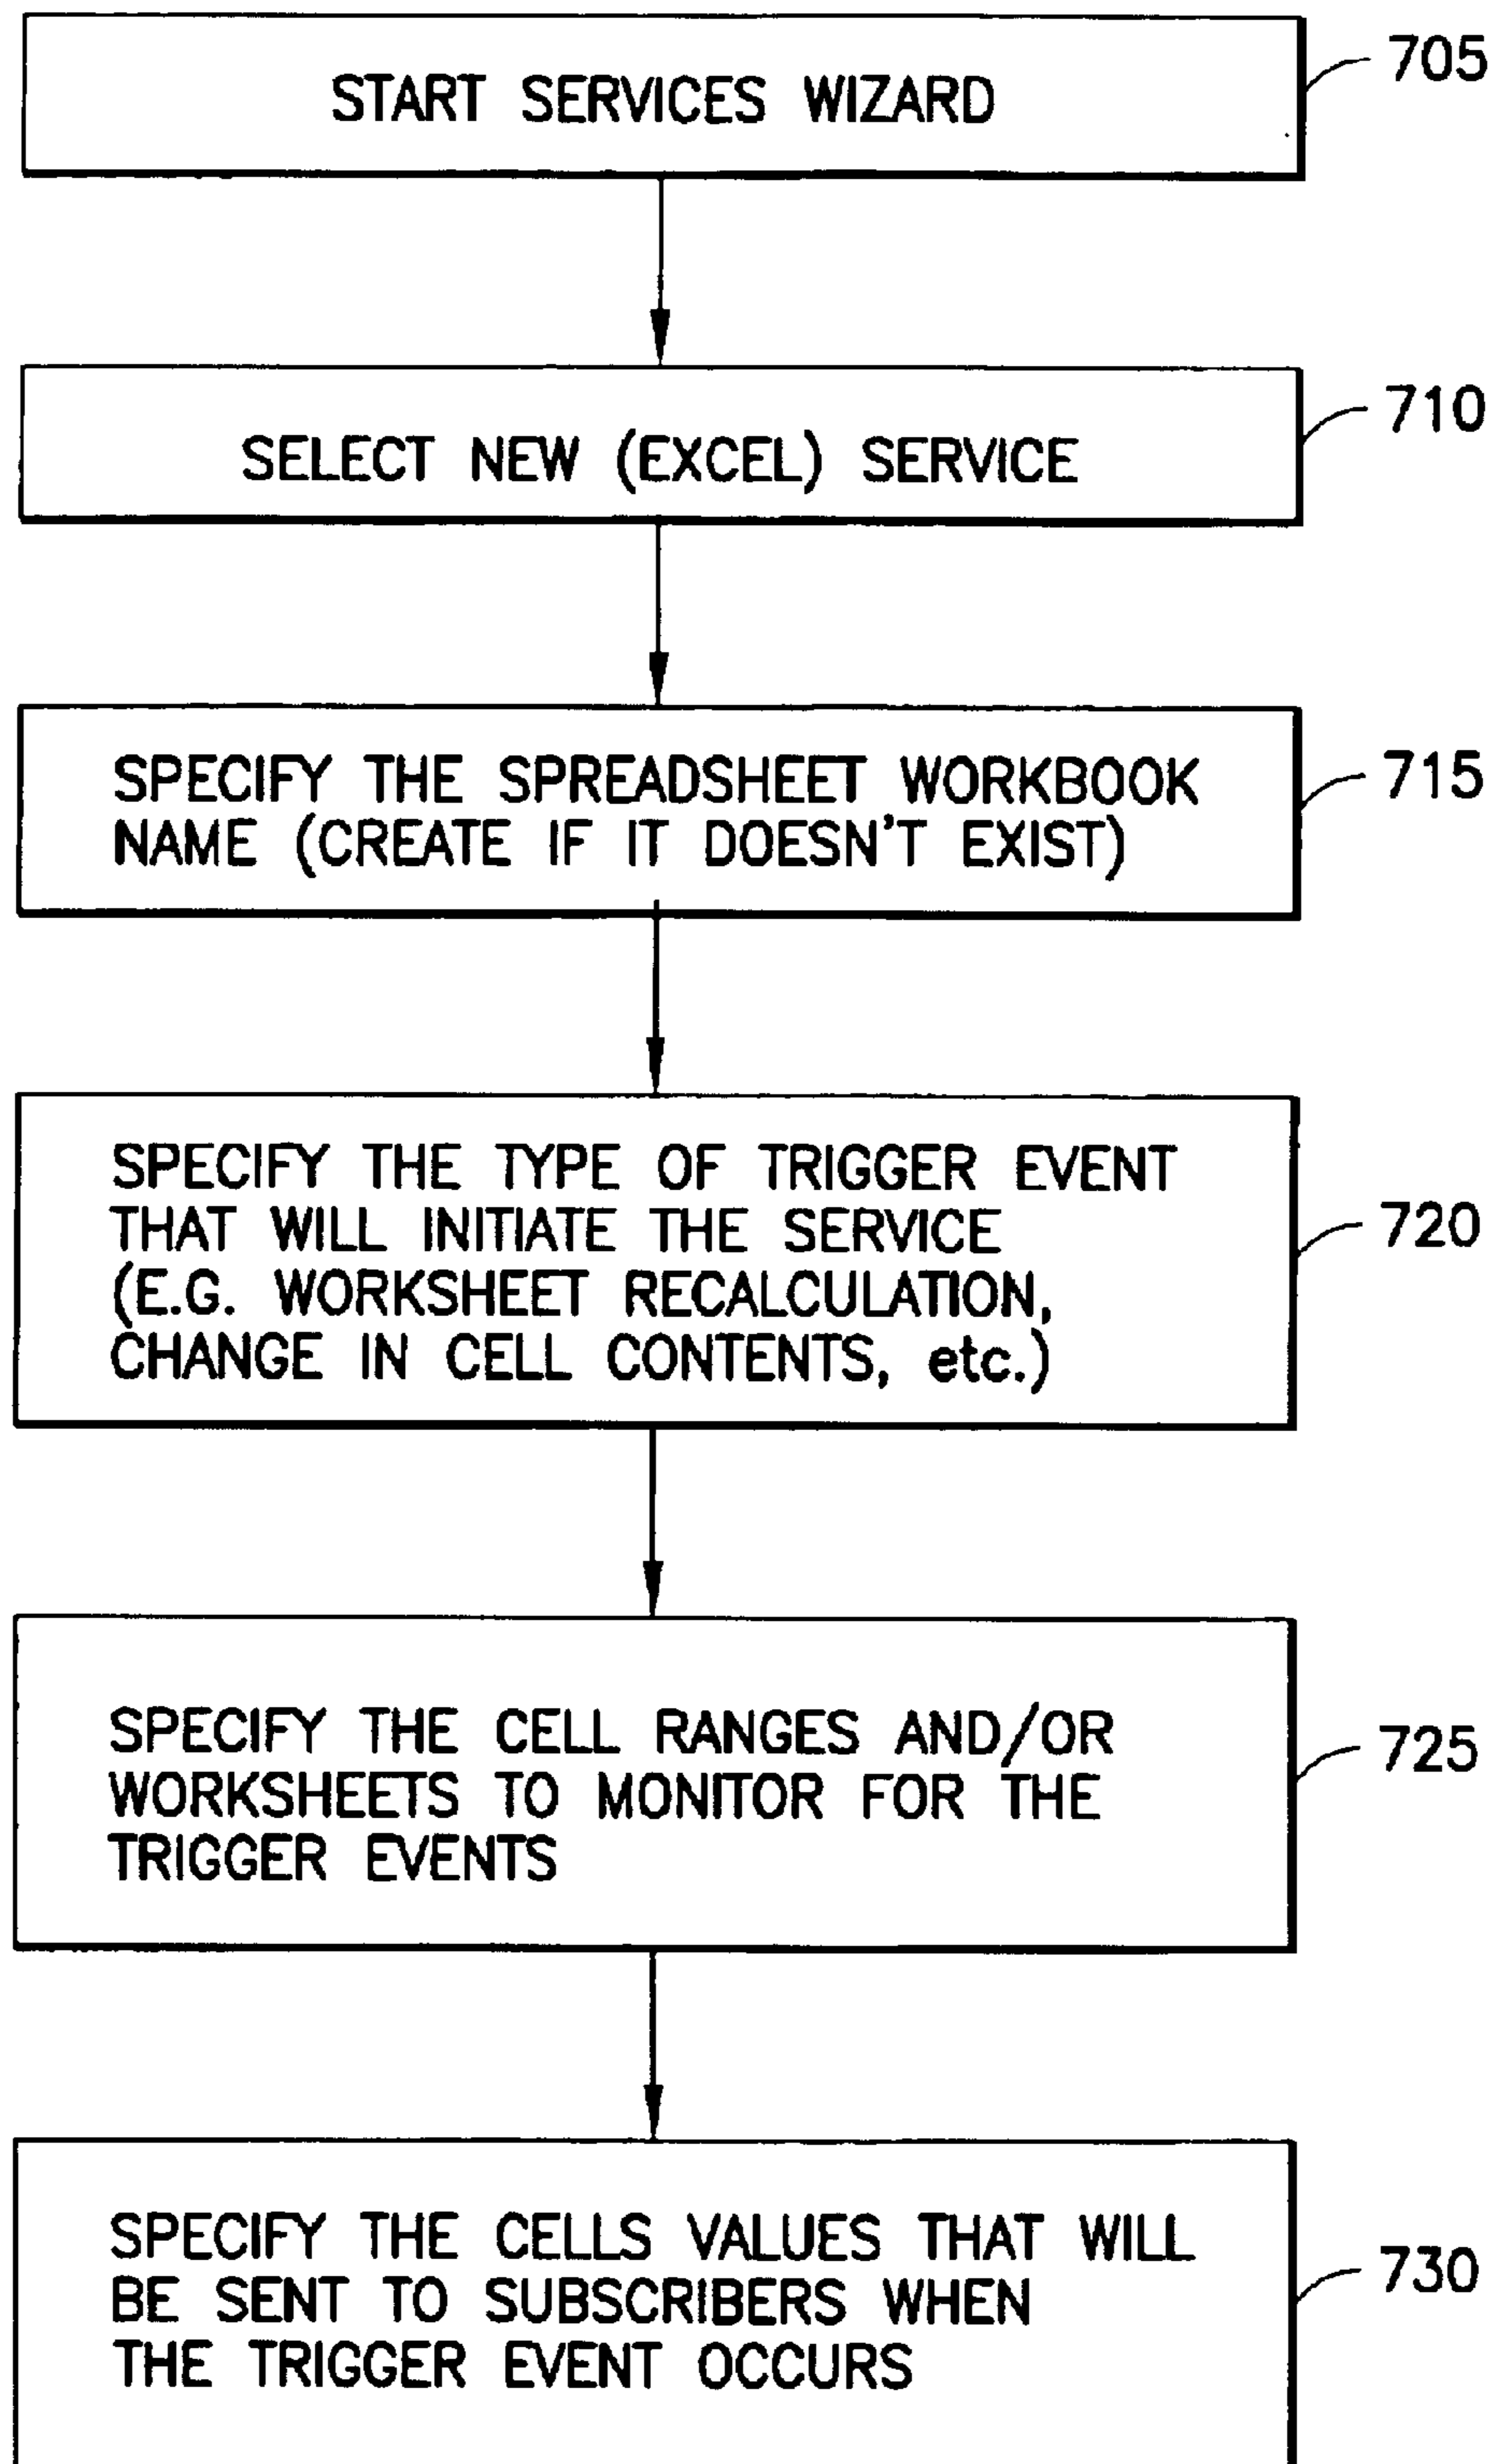 START SERVICES WIZARD
705
SELECT NEW (EXCEL) SERVICE
710
SPECIFY THE SPREADSHEET WORKBOOK
NAME (CREATE IF IT DOESN'T EXIST)
715
SPECIFY THE TYPE OF TRIGGER EVENT
THAT WILL INITIATE THE SERVICE
(E.G. WORKSHEET RECALCULATION,
CHANGE IN CELL CONTENTS, etc.)
720
SPECIFY THE CELL RANGES AND/OR
WORKSHEETS TO MONITOR FOR THE
TRIGGER EVENTS
725
SPECIFY THE CELLS VALUES THAT WILL
BE SENT TO SUBSCRIBERS WHEN
THE TRIGGER EVENT OCCURS
730